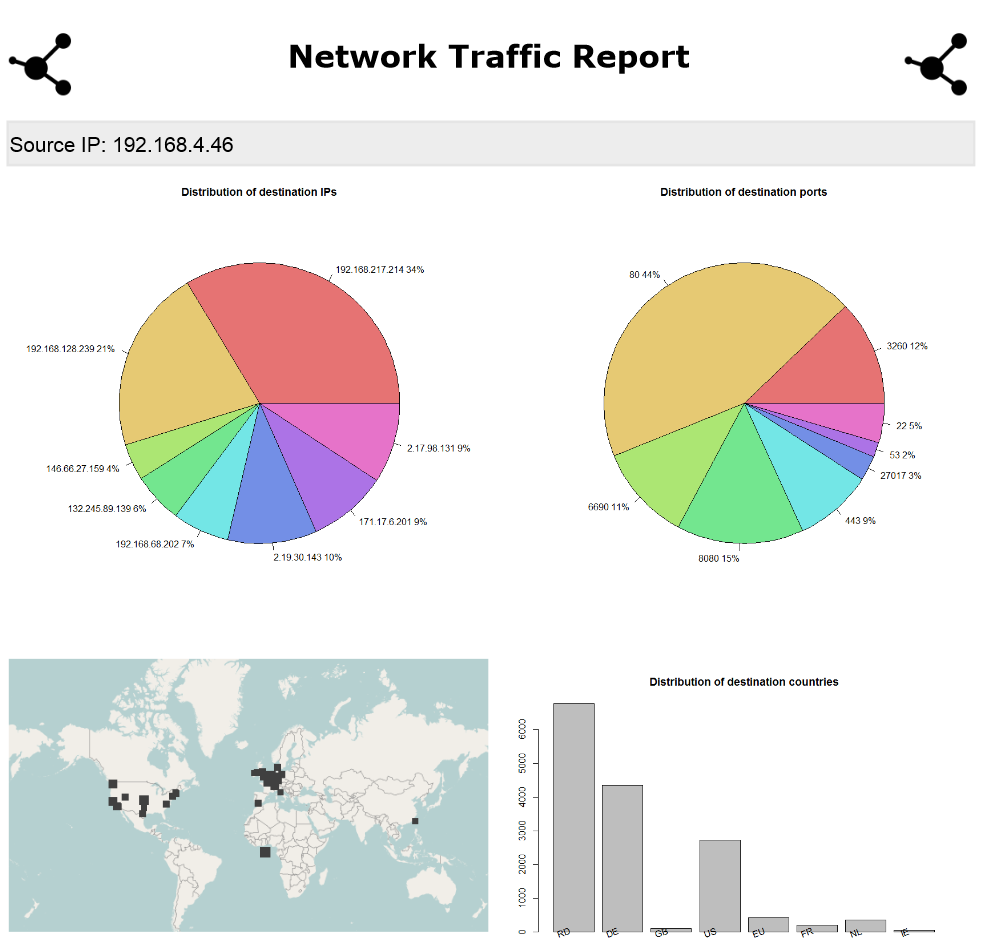 Network Traffic Report
Source IP: 192.168.4.46
Distribution of destination IPs
192.168.217.214 34%
192.168.128.239 21%
146.66.27.159 4%
132.245.89.139 6%
192.168.68.202 7%
2.19.30.143 10%
171.17.6.201 9%
2.17.98.131 9%
Distribution of destination ports
80 44%
3260 12%
22 5%
53 2%
27017 3%
443 9%
8080 15%
6690 11%
Distribution of destination countries
6000
5000
4000
3000
2000
1000
0
RD
DE
GB
US
EU
FR
NL
IE